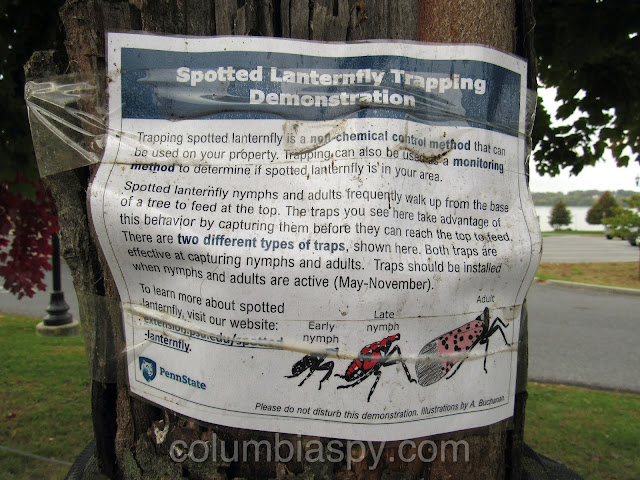 Spotted Lanternfly Trapping
Demonstration
Trapping spotted lanternfly is a non-chemical control method that can
be used on your property. Trapping can also be used as a monitoring
method to determine if spotted lanternfly is in your area.
Spotted lanternfly nymphs and adults frequently walk up from the base
of a tree to feed at the top. The traps you see here take advantage of
this behavior by capturing them before they can reach the top to feed.
There are two different types of traps, shown here. Both traps are
effective at capturing nymphs and adults. Traps should be installed
when nymphs and adults are active (May-November).
To learn more about spotted
lanternfly, visit our website:
extension.psu.edu/spotted
-lanternfly.
Early
nymph
Late
nymph
Adult
PennState
Please do not disturb this demonstration. Illustrations by A. Buchanan.
columbiaspy.com